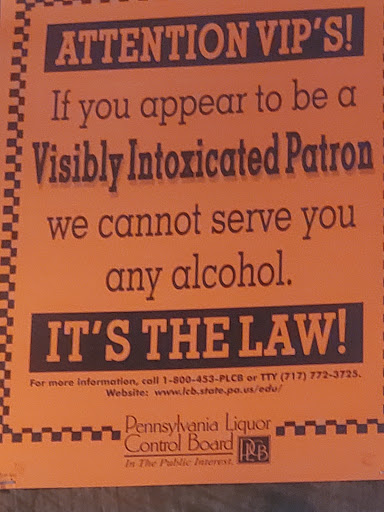 ATTENTION VIP'S!
If you appear to be a
Visibly Intoxicated Patron
we cannot serve you
any alcohol.
IT'S THE LAW!
For more information, call 1-800-453-PLCB or TTY (717) 772-3725.
Website: www.lcb.state.pa.us/edu/
Pennsylvania Liquor
Control Board PLCB
In The Public Interest.